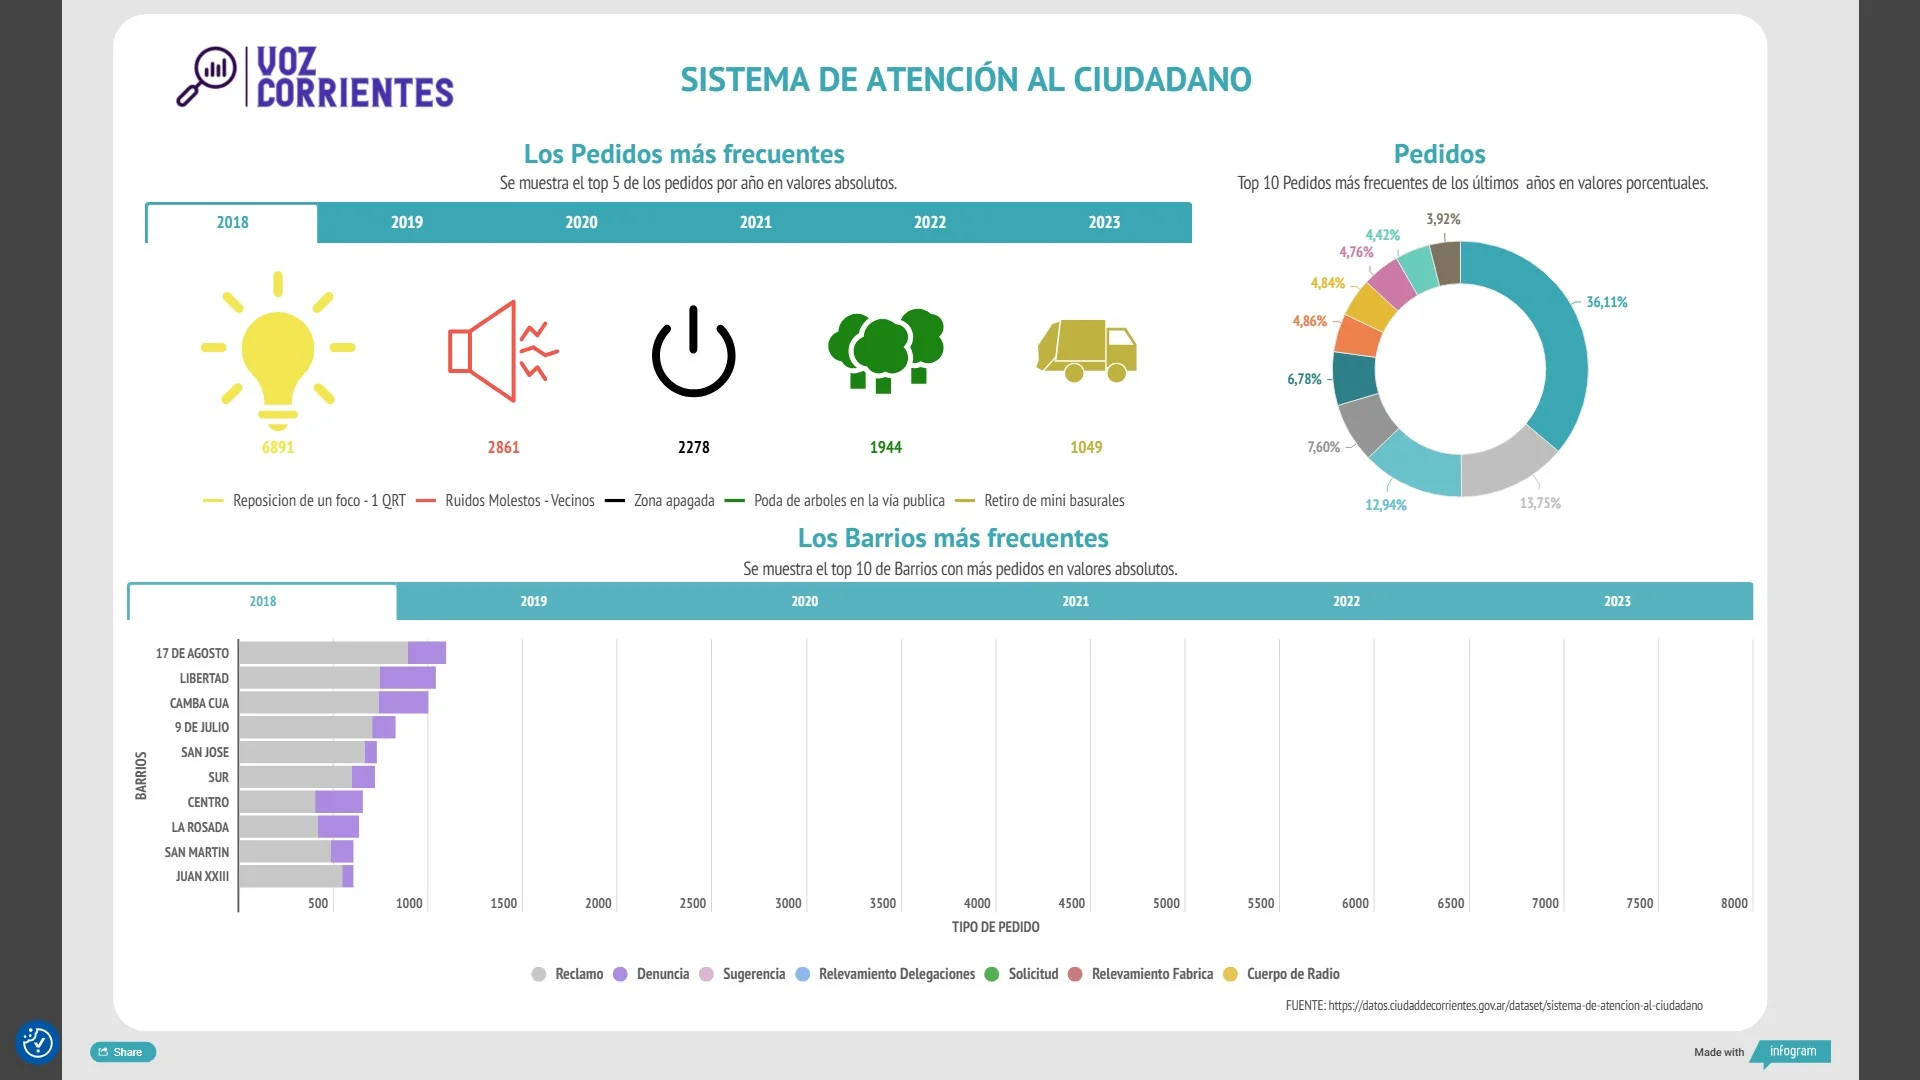 VOZ
CORRIENTES
SISTEMA DE ATENCIÓN AL CIUDADANO
Los Pedidos más frecuentes
Se muestra el top 5 de los pedidos por año en valores absolutos.
2018 2019 2020 2021 2022 2023
6891 2861 2278 1944 1049
Reposicion de un foco - 1 QRT Ruidos Molestos - Vecinos Zona apagada Poda de arboles en la vía publica Retiro de mini basurales
Pedidos
Top 10 Pedidos más frecuentes de los últimos años en valores porcentuales.
3,92%
4,42%
4,76%
4,84%
36,11%
4,86%
6,78%
7,60%
12,94%
13,75%
Los Barrios más frecuentes
Se muestra el top 10 de Barrios con más pedidos en valores absolutos.
2018 2019 2020 2021 2022 2023
BARRIOS
17 DE AGOSTO
LIBERTAD
CAMBA CUA
9 DE JULIO
SAN JOSE
SUR
CENTRO
LA ROSADA
SAN MARTIN
JUAN XXIII
500 1000 1500 2000 2500 3000 3500 4000 4500 5000 5500 6000 6500 7000 7500 8000
TIPO DE PEDIDO
Reclamo Denuncia Sugerencia Relevamiento Delegaciones Solicitud Relevamiento Fabrica Cuerpo de Radio
FUENTE: https://datos.ciudaddecorrientes.gov.ar/dataset/sistema-de-atencion-al-ciudadano
Share
Made with infogram